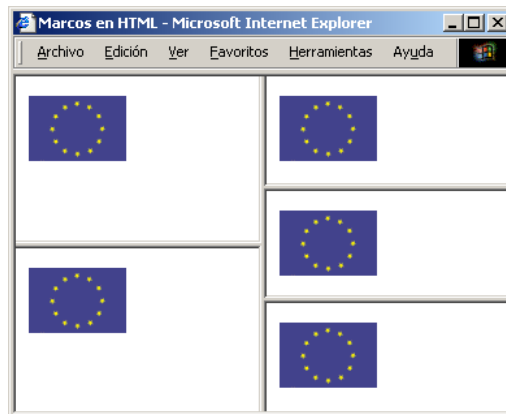 Marcos en HTML - Microsoft Internet Explorer
Archivo Edición Ver Favoritos Herramientas Ayuda